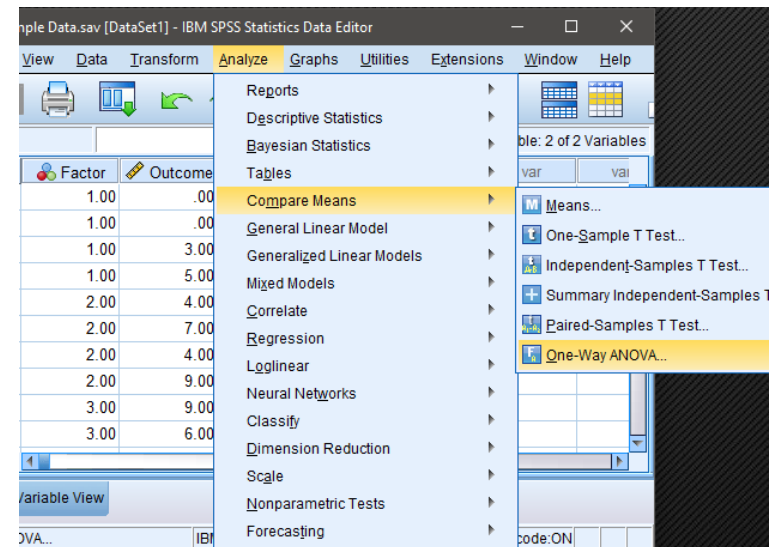 nple Data.sav [DataSet1] - IBM SPSS Statistics Data Editor
View Data Transform Analyze Graphs Utilities Extensions Window Help
ble: 2 of 2 Variables
Factor Outcome var var
1.00 .00
1.00 .00
1.00 3.00
1.00 5.00
2.00 4.00
2.00 7.00
2.00 4.00
2.00 9.00
3.00 9.00
3.00 6.00
Reports
Descriptive Statistics
Bayesian Statistics
Tables
Compare Means
General Linear Model
Generalized Linear Models
Mixed Models
Correlate
Regression
Loglinear
Neural Networks
Classify
Dimension Reduction
Scale
Nonparametric Tests
Forecasting
Means...
One-Sample T Test...
Independent-Samples T Test...
Summary Independent-Samples T
Paired-Samples T Test...
One-Way ANOVA...
Variable View
OVA... IBM code:ON